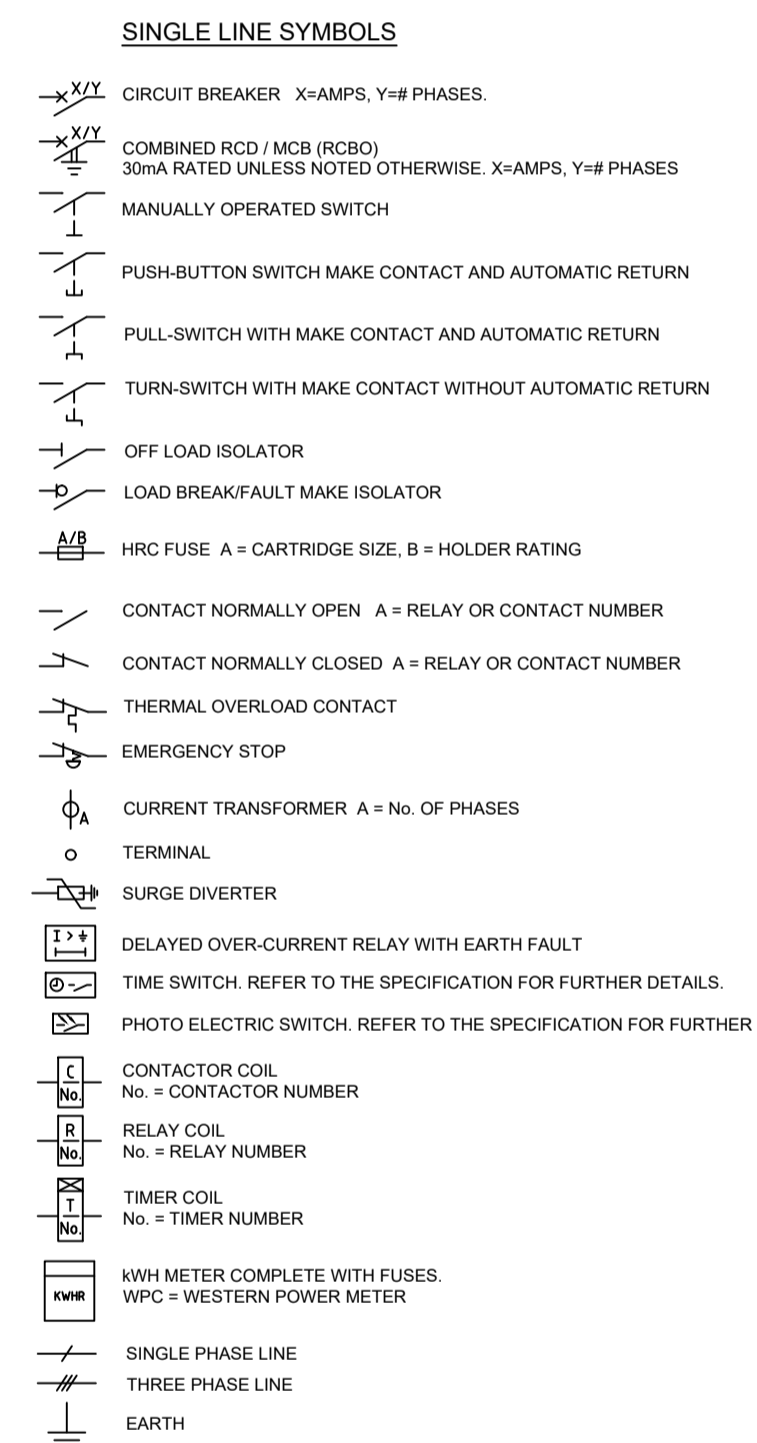 SINGLE LINE SYMBOLS
X/Y CIRCUIT BREAKER X=AMPS, Y=# PHASES.
X/Y COMBINED RCD / MCB (RCBO)
30mA RATED UNLESS NOTED OTHERWISE. X=AMPS, Y=# PHASES
MANUALLY OPERATED SWITCH
PUSH-BUTTON SWITCH MAKE CONTACT AND AUTOMATIC RETURN
PULL-SWITCH WITH MAKE CONTACT AND AUTOMATIC RETURN
TURN-SWITCH WITH MAKE CONTACT WITHOUT AUTOMATIC RETURN
OFF LOAD ISOLATOR
LOAD BREAK/FAULT MAKE ISOLATOR
A/B HRC FUSE A = CARTRIDGE SIZE, B = HOLDER RATING
CONTACT NORMALLY OPEN A = RELAY OR CONTACT NUMBER
CONTACT NORMALLY CLOSED A = RELAY OR CONTACT NUMBER
THERMAL OVERLOAD CONTACT
EMERGENCY STOP
A CURRENT TRANSFORMER A = No. OF PHASES
TERMINAL
SURGE DIVERTER
I > DELAYED OVER-CURRENT RELAY WITH EARTH FAULT
TIME SWITCH. REFER TO THE SPECIFICATION FOR FURTHER DETAILS.
PHOTO ELECTRIC SWITCH. REFER TO THE SPECIFICATION FOR FURTHER
C CONTACTOR COIL
No. No. = CONTACTOR NUMBER
R RELAY COIL
No. No. = RELAY NUMBER
T TIMER COIL
No. No. = TIMER NUMBER
kWH METER COMPLETE WITH FUSES.
KWHR WPC = WESTERN POWER METER
SINGLE PHASE LINE
THREE PHASE LINE
EARTH